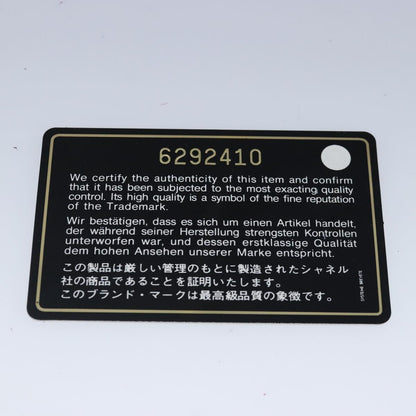 6292410
We certify the authenticity of this item and confirm
that it has been subjected to the most exacting quality
control. Its high quality is a symbol of the fine reputation
of the Trademark.
Wir bestätigen, dass es sich um einen Artikel handelt,
der während seiner Herstellung strengsten Kontrollen
unterworfen war, und dessen erstklassige Qualität
dem hohen Ansehen unserer Marke entspricht.
この製品は厳しい管理のもとに製造されたシャネル
社の商品であることを証明いたします。
このブランド・マークは最高級品質の象徴です。